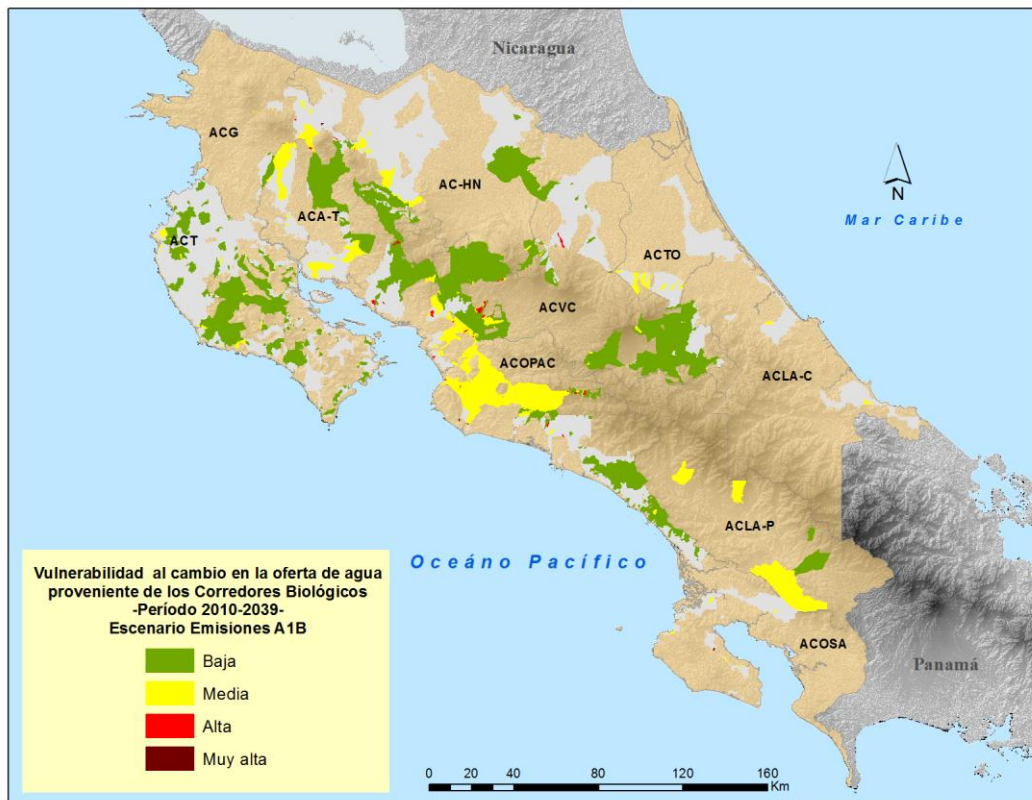 Nicaragua
ACG
N
AC-HN
Mar Caribe
ACA-T
ACT
ACTO
ACVC
ACOPAC
ACLA-C
ACLA-P
Oceáno Pacífico
ACOSA
Panamá
Vulnerabilidad al cambio en la oferta de agua
proveniente de los Corredores Biológicos
-Período 2010-2039-
Escenario Emisiones A1B
Baja
Media
Alta
Muy alta
0 20 40 80 120 160
Km